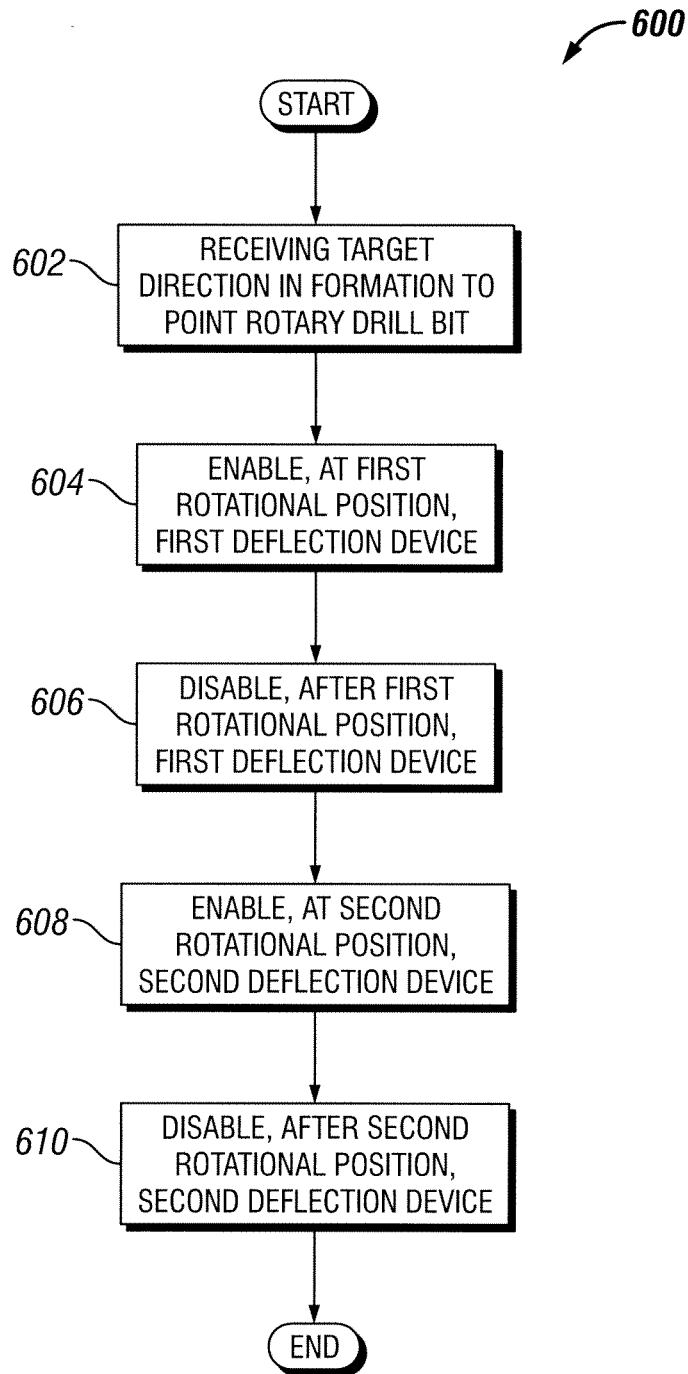 600
START
602
RECEIVING TARGET
DIRECTION IN FORMATION TO
POINT ROTARY DRILL BIT
604
ENABLE, AT FIRST
ROTATIONAL POSITION,
FIRST DEFLECTION DEVICE
606
DISABLE, AFTER FIRST
ROTATIONAL POSITION,
FIRST DEFLECTION DEVICE
608
ENABLE, AT SECOND
ROTATIONAL POSITION,
SECOND DEFLECTION DEVICE
610
DISABLE, AFTER SECOND
ROTATIONAL POSITION,
SECOND DEFLECTION DEVICE
END